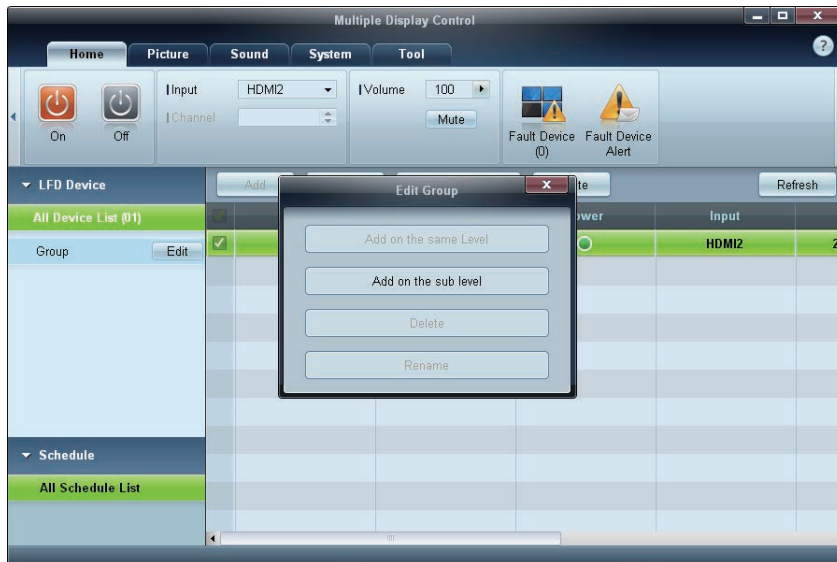 Multiple Display Control
Home Picture Sound System Tool
Input HDMI2
Channel
Volume 100
Mute
On Off
Fault Device (0)
Fault Device Alert
LFD Device
Add
Refresh
All Device List (01)
Group Edit
Input
HDMI2
Edit Group
Add on the same Level
Add on the sub level
Delete
Rename
Schedule
All Schedule List